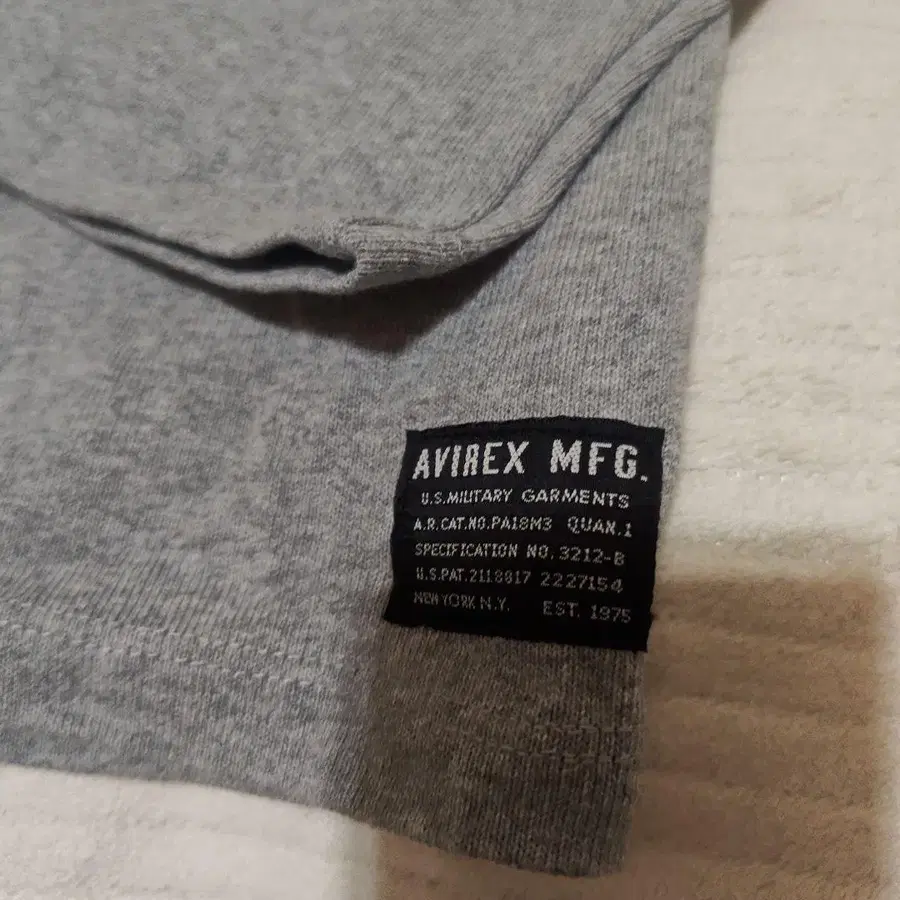 AVIREX MFG.
U.S.MILITARY GARMENTS
A.R.CAT.NO.PA18M3 QUAN.1
SPECIFICATION NO. 3212-B
U.S.PAT.2118817 2227154
NEW YORK N.Y. EST. 1975